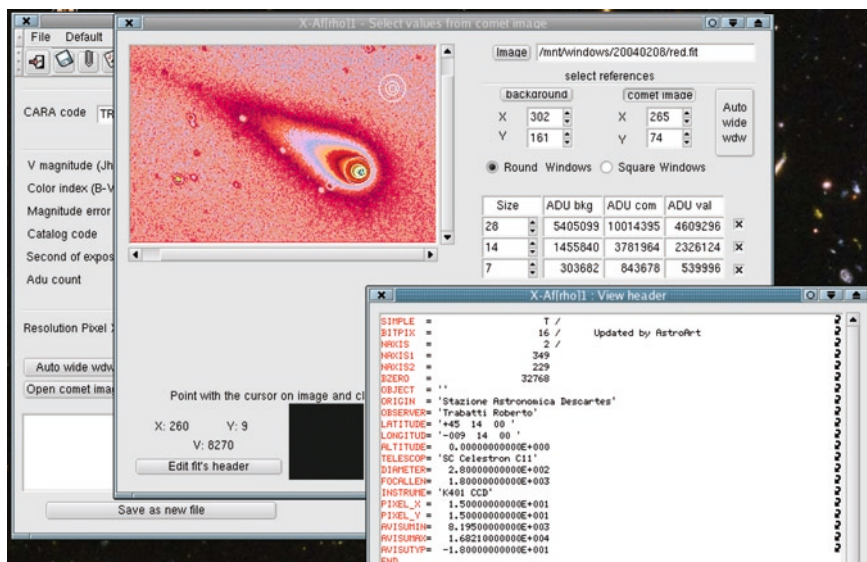 X-Af[rho]1 - Select values from comet image
File Default
CARA code TR
V magnitude (Jh
Color index (B-V
Magnitude error
Catalog code
Second of expos
Adu count
Resolution Pixel X
Auto wide wdw
Open comet imag
Save as new file
Image /mnt/windows/20040208/red.fit
select references
background comet image
X 302 X 265
Y 161 Y 74
Auto wide wdw
Round Windows Square Windows
Size ADU bkg ADU com ADU val
28 5405099 10014395 4609296
14 1455840 3781964 2326124
7 303682 843678 539996
Point with the cursor on image and cl
X: 260 Y: 9
V: 8270
Edit fit's header
X-Af[rho]1 : View header
SIMPLE = T /
BITPIX = 16 / Updated by AstroArt
NAXIS = 2 /
NAXIS1 = 349
NAXIS2 = 229
BZERO = 32768
OBJECT = ''
ORIGIN = 'Stazione Astronomica Descartes'
OBSERVER= 'Trabatti Roberto'
LATITUDE= '+45 14 00 '
LONGITUD= '-009 14 00 '
ALTITUDE= 0.00000000000E+000
TELESCOP= 'SC Celestron C11'
DIAMETER= 2.80000000000E+002
FOCALLEN= 1.80000000000E+003
INSTRUME= 'K401 CCD'
PIXEL_X = 1.50000000000E+001
PIXEL_Y = 1.50000000000E+001
AVISUMIN= 8.19500000000E+003
AVISUMAX= 1.68210000000E+004
AVISUTYP= -1.80000000000E+001
END